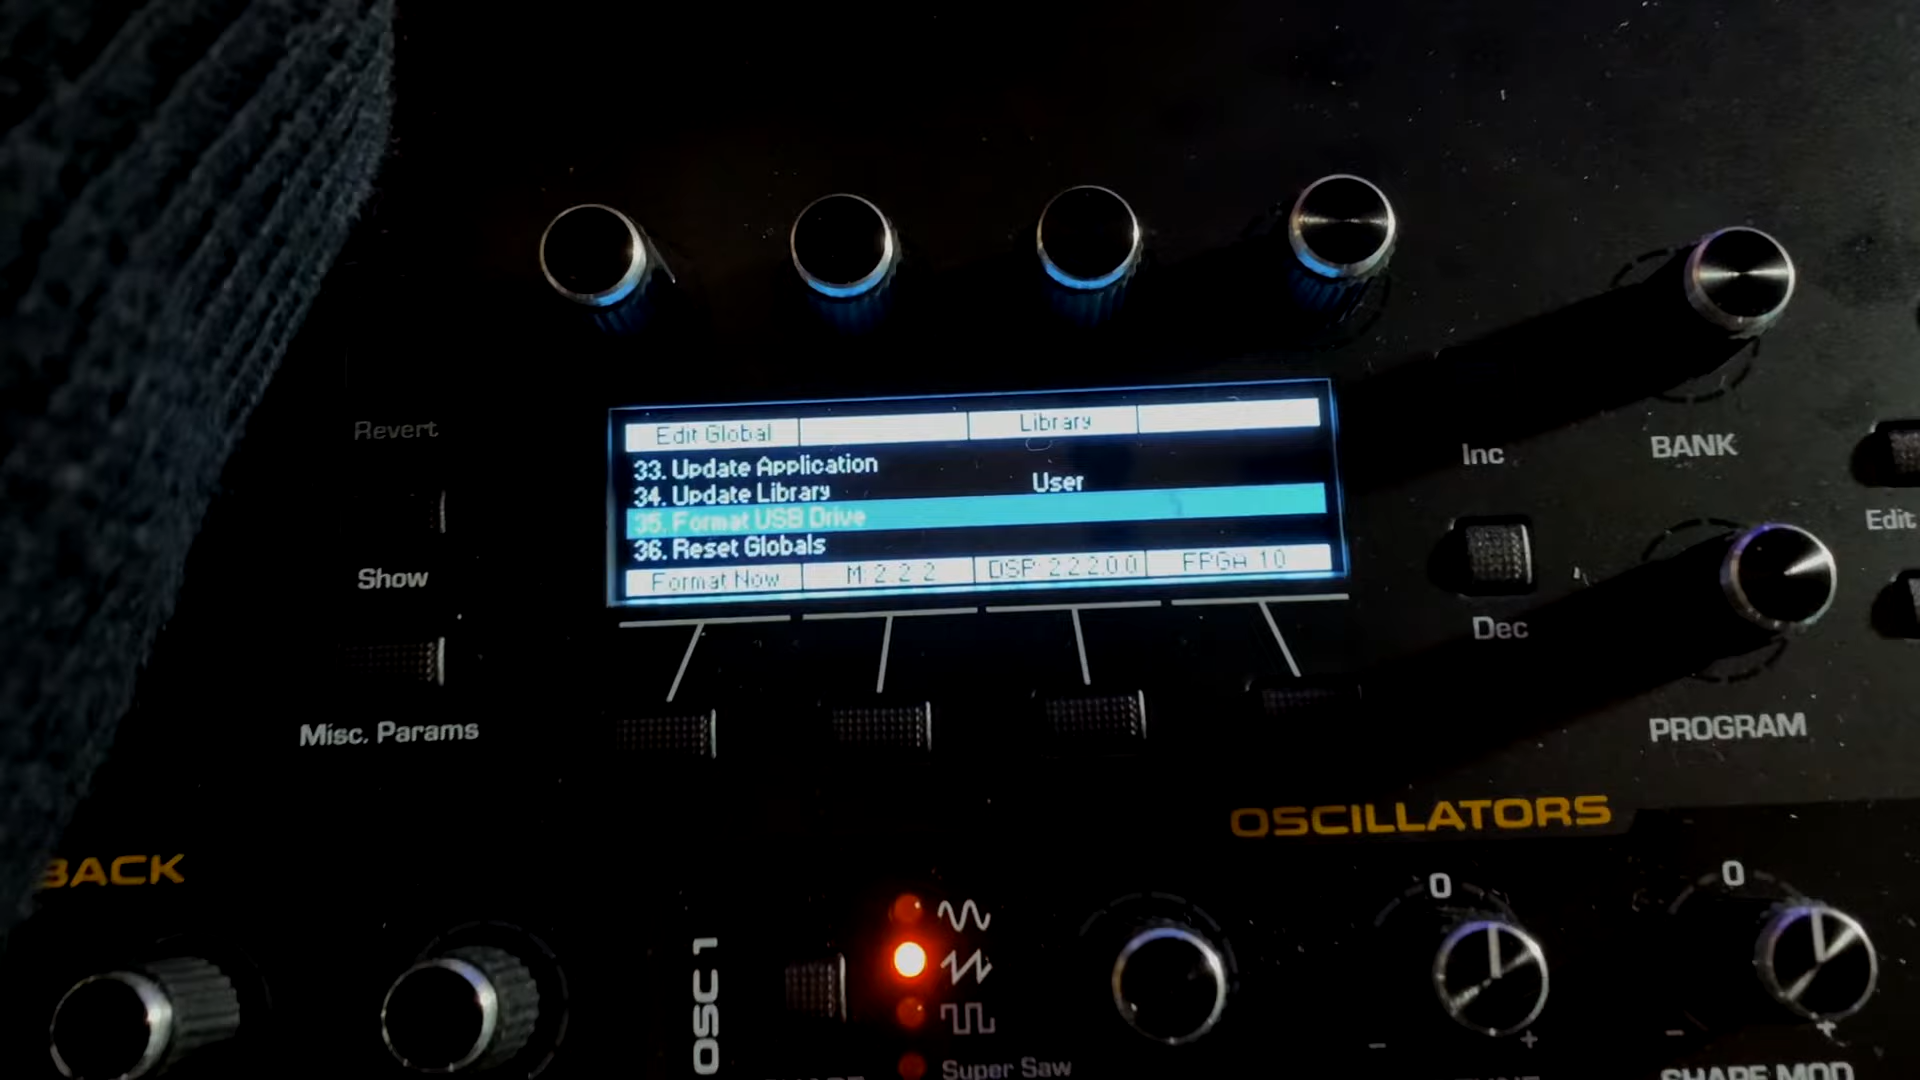 Revert
Edit Global
Library
33. Update Application
34. Update Library
User
35. Format USB Drive
36. Reset Globals
Format Now
M: 2.2.2
DSP: 2.2.2.0.0
FPGA: 1.0
Show
Misc. Params
Inc
BANK
Edit
Dec
PROGRAM
OSCILLATORS
BACK
0
0
OSC 1
Super Saw
- +
- +
SHAPE MOD